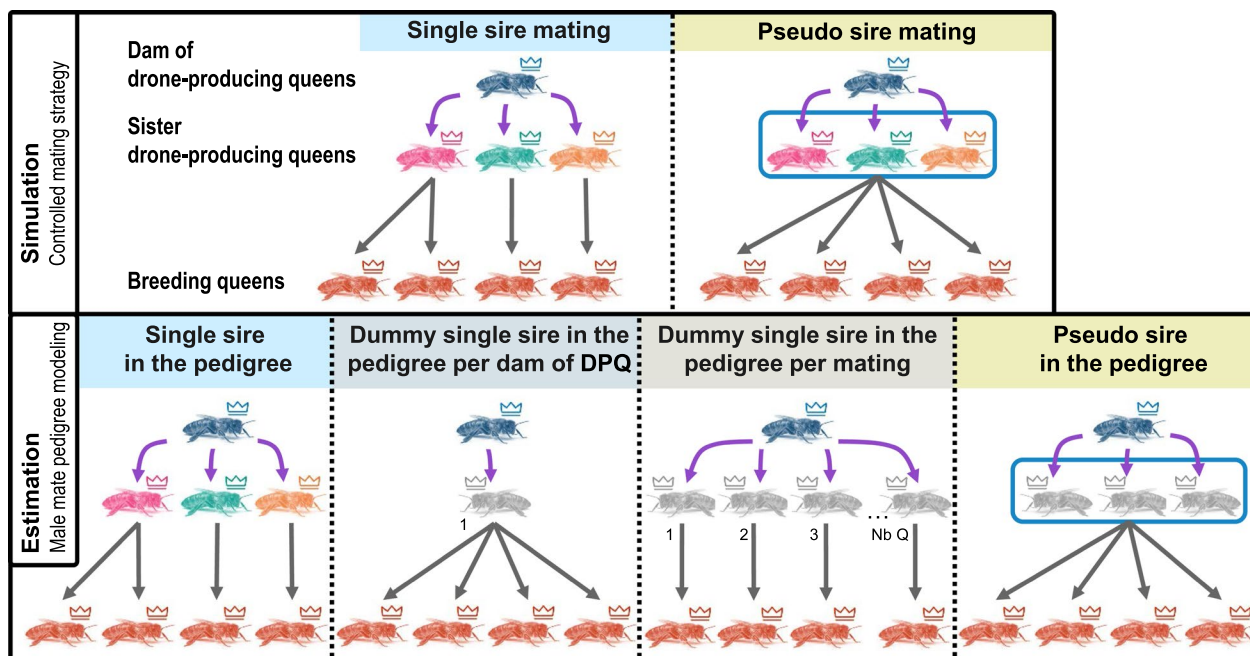 Single sire mating
Pseudo sire mating
Dam of
drone-producing queens
Sister
drone-producing queens
Breeding queens
Simulation
Controlled mating strategy
Single sire
in the pedigree
Dummy single sire in the
pedigree per dam of DPQ
Dummy single sire in the
pedigree per mating
Pseudo sire
in the pedigree
Estimation
Male mate pedigree modeling
1
1
2
3
...
Nb Q